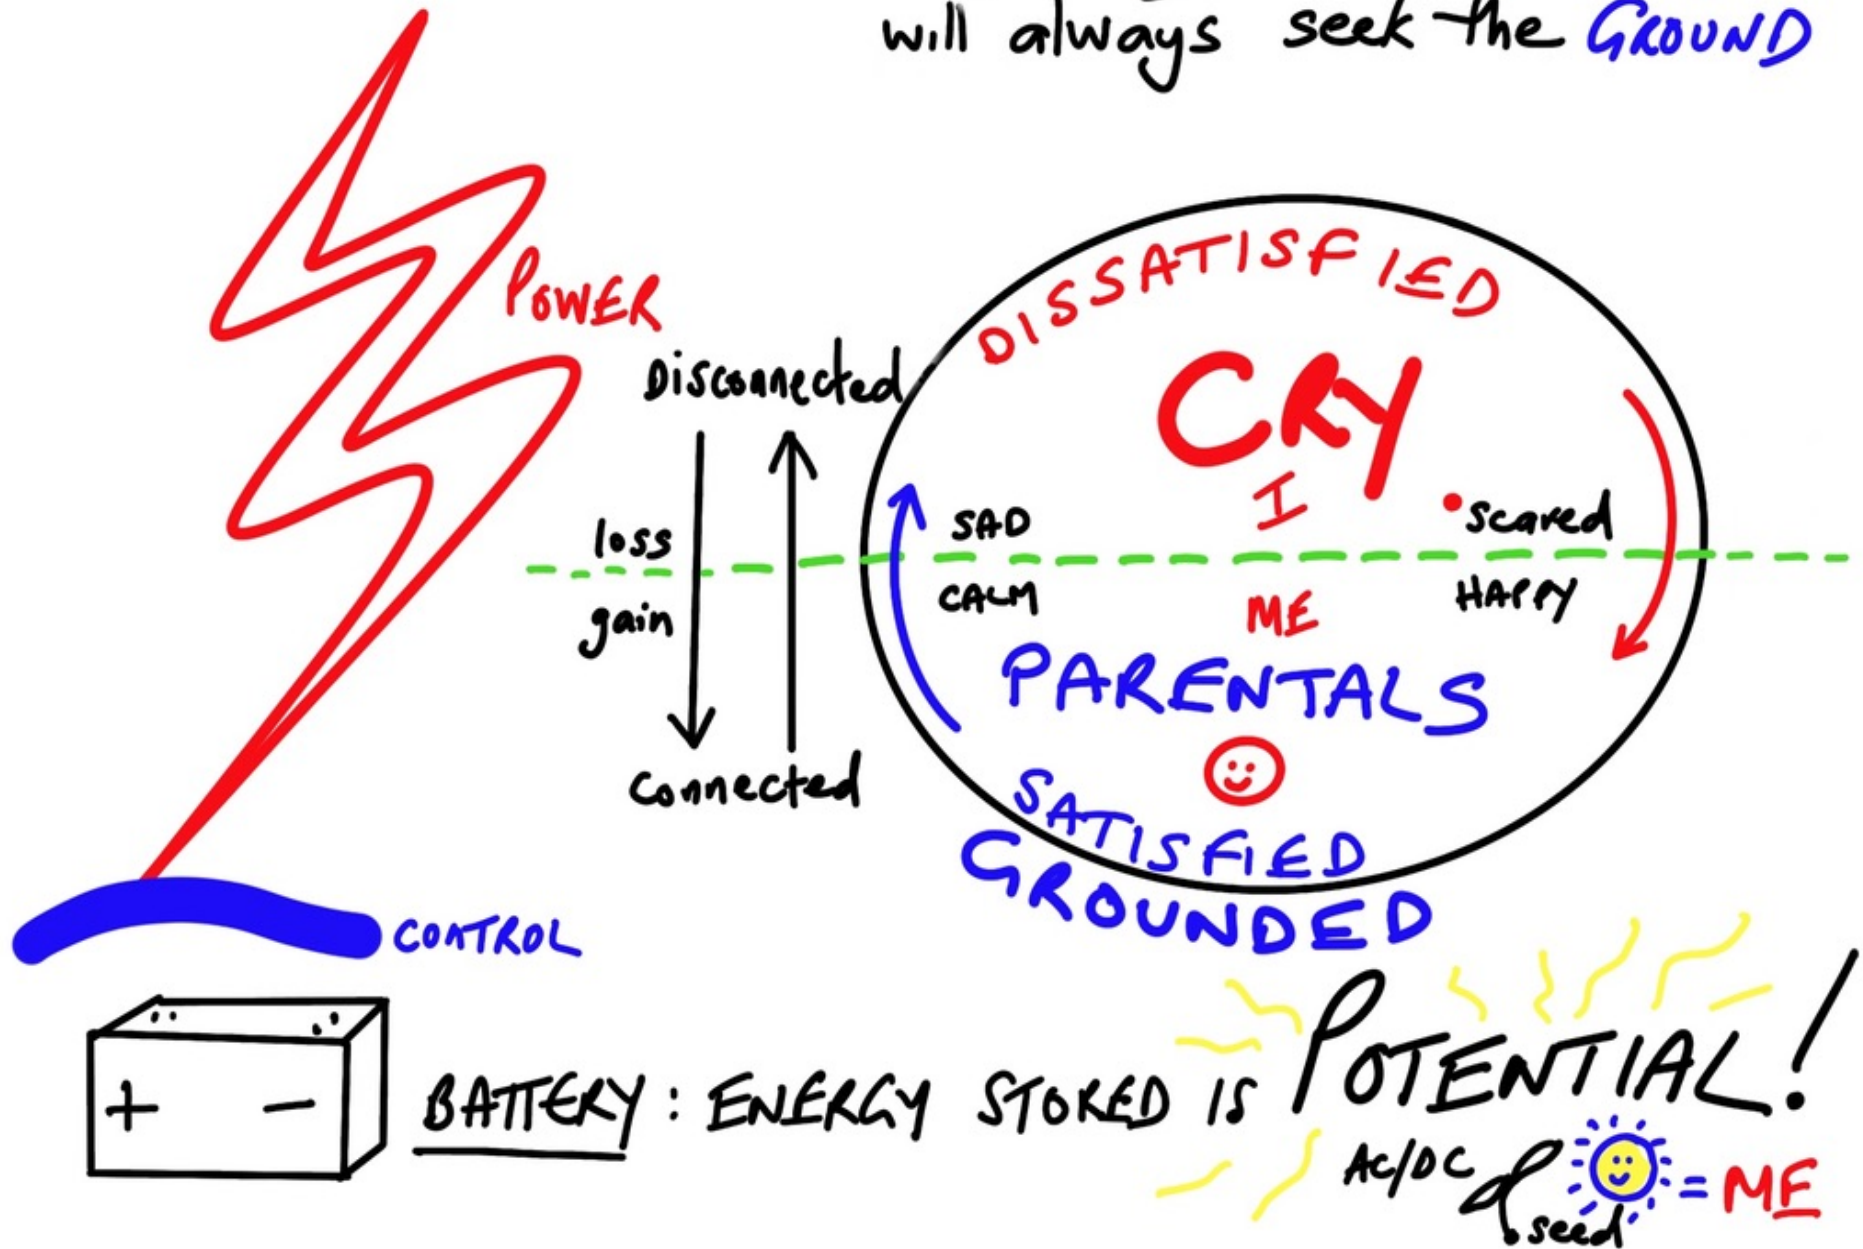 will always seek the GROUND
POWER
DISSATISFIED
CRY
I
Disconnected
loss
gain
Connected
SAD
•scared
CALM
ME
HAPPY
PARENTALS
SATISFIED
GROUNDED
CONTROL
+ -
BATTERY: ENERGY STORED IS POTENTIAL!
AC/DC
seed
= ME